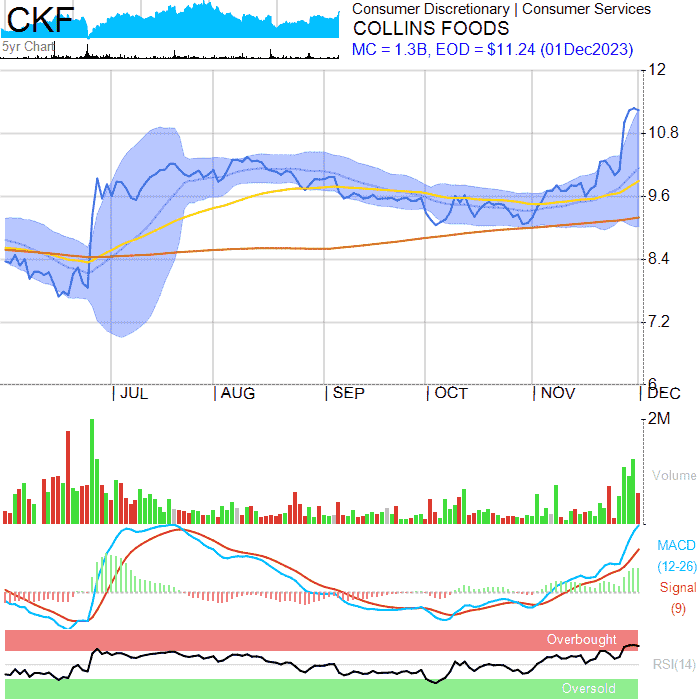 CKF
5yr Chart
Consumer Discretionary | Consumer Services
COLLINS FOODS
MC = 1.3B, EOD = $11.24 (01Dec2023)
12
10.8
9.6
8.4
7.2
6
JUL AUG SEP OCT NOV DEC
2M
Volume
MACD
(12-26)
Signal
(9)
Overbought
RSI(14)
Oversold